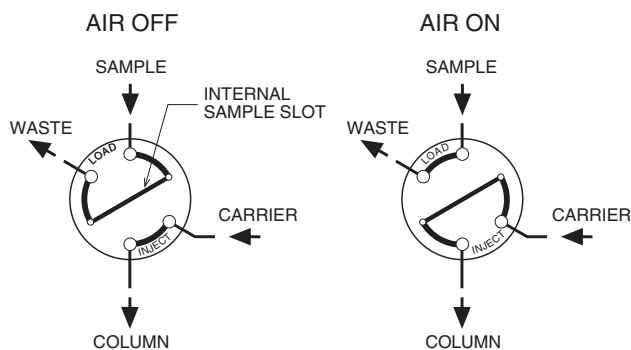 AIR OFF
SAMPLE
INTERNAL
SAMPLE SLOT
WASTE
LOAD
CARRIER
INJECT
COLUMN
AIR ON
SAMPLE
WASTE
LOAD
CARRIER
INJECT
COLUMN